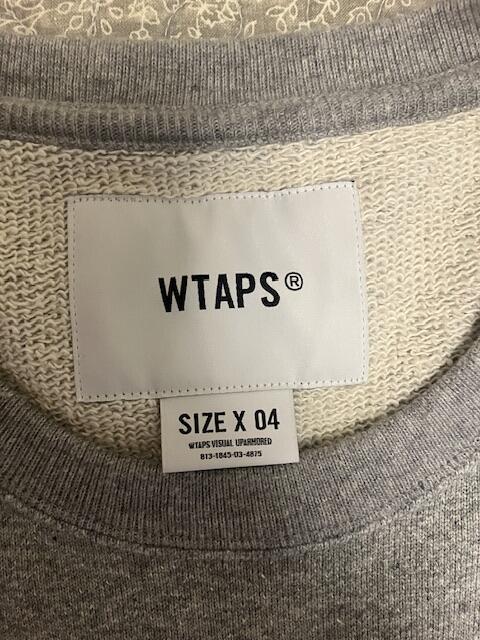 WTAPS®
SIZE X 04
WTAPS VISUAL UPARMORED
813-1845-03-4875